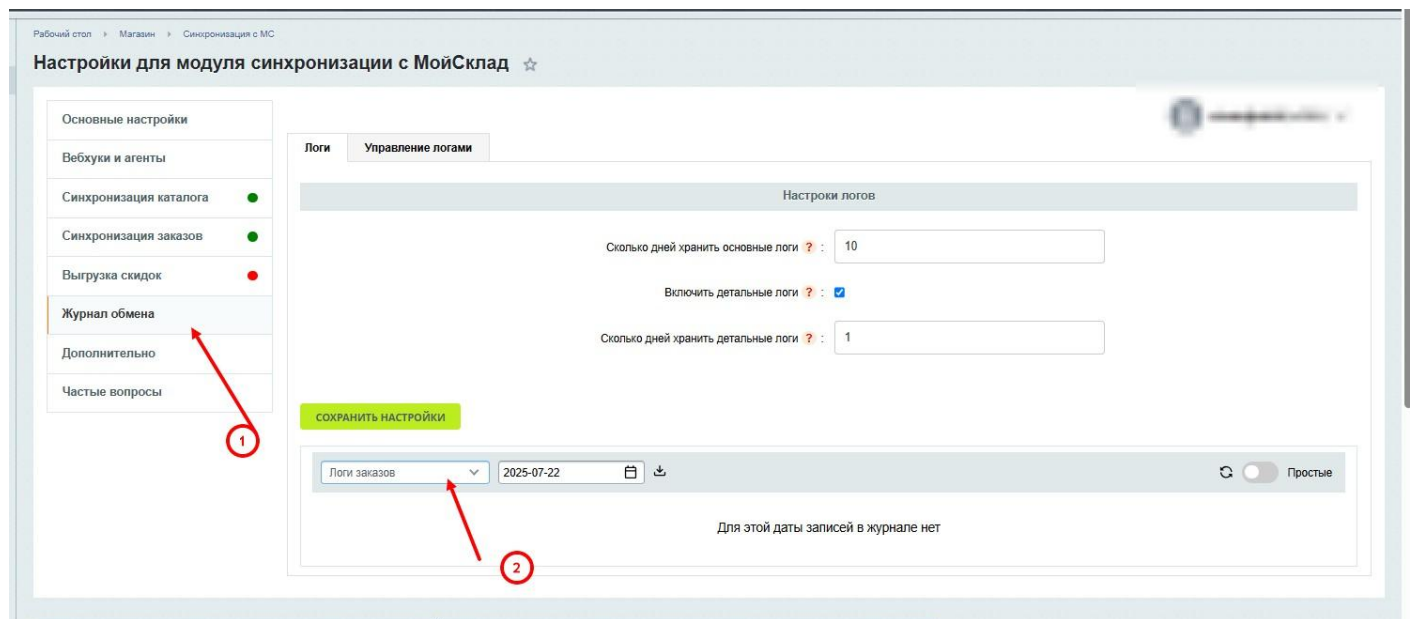 Рабочий стол
Магазин
Синхронизация с МС
Настройки для модуля синхронизации с МойСклад
Основные настройки
Вебхуки и агенты
Синхронизация каталога
Синхронизация заказов
Выгрузка скидок
Журнал обмена
Дополнительно
Частые вопросы
1
Логи
Управление логами
Настроки логов
Сколько дней хранить основные логи ? : 10
Включить детальные логи ? :
Сколько дней хранить детальные логи ? : 1
СОХРАНИТЬ НАСТРОЙКИ
Логи заказов
2025-07-22
Простые
Для этой даты записей в журнале нет
2